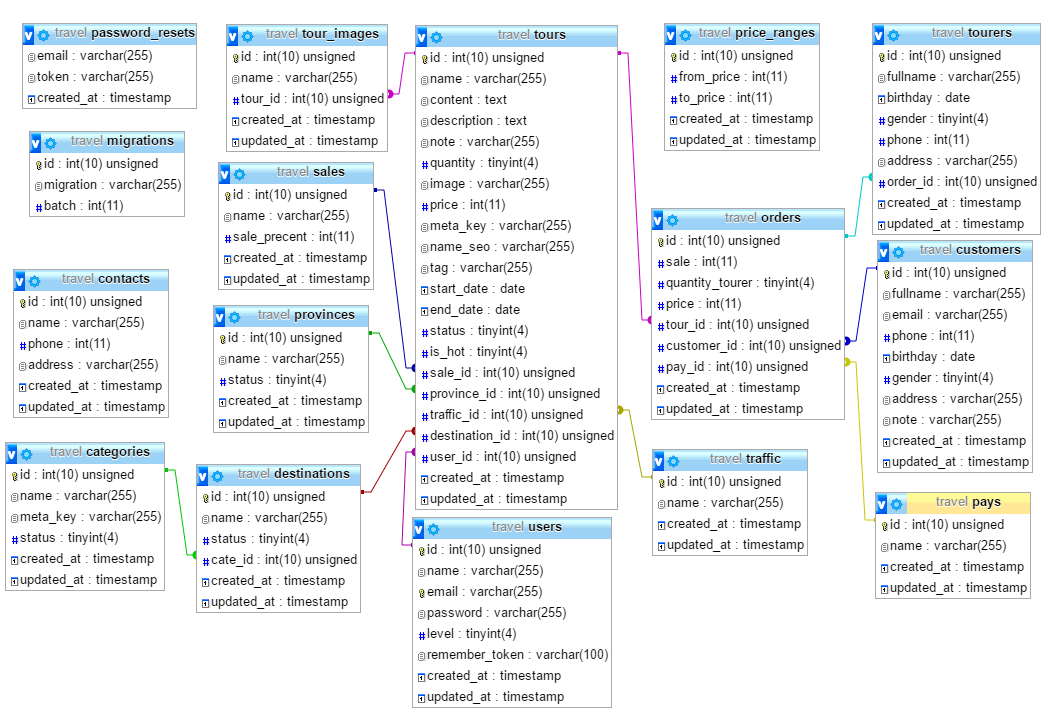 travel password_resets
email : varchar(255)
token : varchar(255)
created_at : timestamp
travel migrations
id : int(10) unsigned
migration : varchar(255)
batch : int(11)
travel contacts
id : int(10) unsigned
name : varchar(255)
phone : int(11)
address : varchar(255)
created_at : timestamp
updated_at : timestamp
travel categories
id : int(10) unsigned
name : varchar(255)
meta_key : varchar(255)
status : tinyint(4)
created_at : timestamp
updated_at : timestamp
travel tour_images
id : int(10) unsigned
name : varchar(255)
tour_id : int(10) unsigned
created_at : timestamp
updated_at : timestamp
travel sales
id : int(10) unsigned
name : varchar(255)
sale_precent : int(11)
created_at : timestamp
updated_at : timestamp
travel provinces
id : int(10) unsigned
name : varchar(255)
status : tinyint(4)
created_at : timestamp
updated_at : timestamp
travel destinations
id : int(10) unsigned
name : varchar(255)
status : tinyint(4)
cate_id : int(10) unsigned
created_at : timestamp
updated_at : timestamp
travel tours
id : int(10) unsigned
name : varchar(255)
content : text
description : text
note : varchar(255)
quantity : tinyint(4)
image : varchar(255)
price : int(11)
meta_key : varchar(255)
name_seo : varchar(255)
tag : varchar(255)
start_date : date
end_date : date
status : tinyint(4)
is_hot : tinyint(4)
sale_id : int(10) unsigned
province_id : int(10) unsigned
traffic_id : int(10) unsigned
destination_id : int(10) unsigned
user_id : int(10) unsigned
created_at : timestamp
updated_at : timestamp
travel users
id : int(10) unsigned
name : varchar(255)
email : varchar(255)
password : varchar(255)
level : tinyint(4)
remember_token : varchar(100)
created_at : timestamp
updated_at : timestamp
travel price_ranges
id : int(10) unsigned
from_price : int(11)
to_price : int(11)
created_at : timestamp
updated_at : timestamp
travel orders
id : int(10) unsigned
sale : int(11)
quantity_tourer : tinyint(4)
price : int(11)
tour_id : int(10) unsigned
customer_id : int(10) unsigned
pay_id : int(10) unsigned
created_at : timestamp
updated_at : timestamp
travel traffic
id : int(10) unsigned
name : varchar(255)
created_at : timestamp
updated_at : timestamp
travel tourers
id : int(10) unsigned
fullname : varchar(255)
birthday : date
gender : tinyint(4)
phone : int(11)
address : varchar(255)
order_id : int(10) unsigned
created_at : timestamp
updated_at : timestamp
travel customers
id : int(10) unsigned
fullname : varchar(255)
email : varchar(255)
phone : int(11)
birthday : date
gender : tinyint(4)
address : varchar(255)
note : varchar(255)
created_at : timestamp
updated_at : timestamp
travel pays
id : int(10) unsigned
name : varchar(255)
created_at : timestamp
updated_at : timestamp